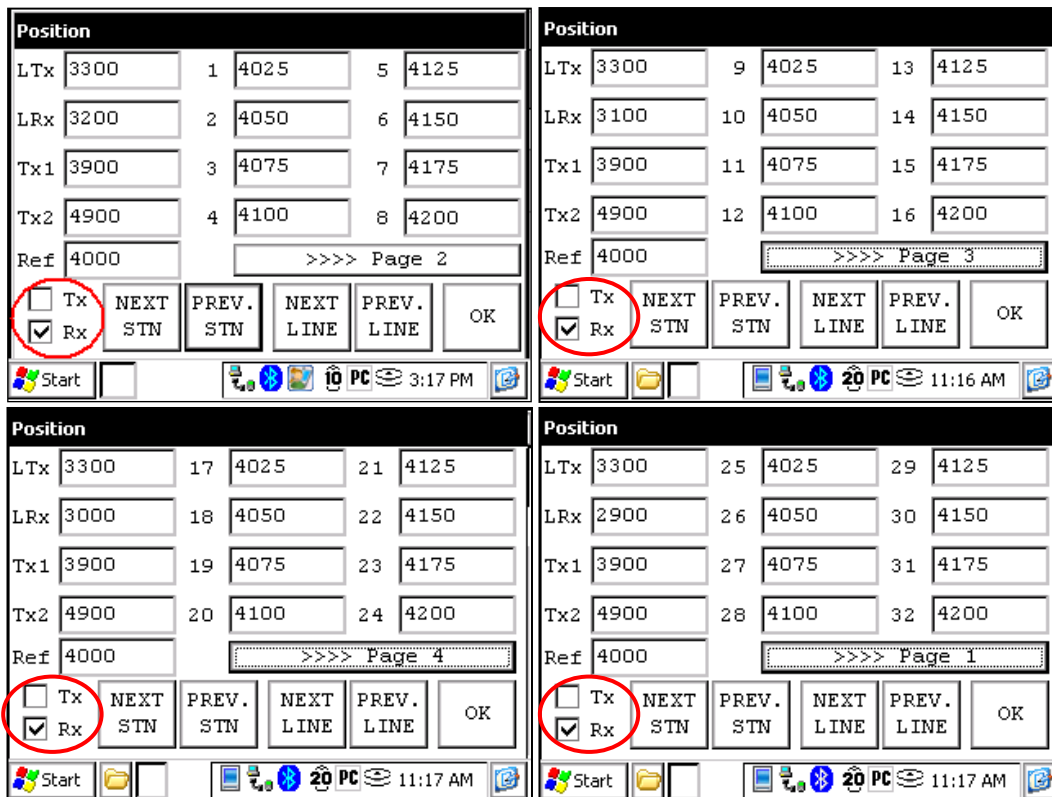 Position
LTx 3300 1 4025 5 4125
LRx 3200 2 4050 6 4150
Tx1 3900 3 4075 7 4175
Tx2 4900 4 4100 8 4200
Ref 4000 >>>> Page 2
Tx NEXT PREV. NEXT PREV. OK
Rx STN STN LINE LINE
Start 10 PC 3:17 PM
Position
LTx 3300 9 4025 13 4125
LRx 3100 10 4050 14 4150
Tx1 3900 11 4075 15 4175
Tx2 4900 12 4100 16 4200
Ref 4000 >>>> Page 3
Tx NEXT PREV. NEXT PREV. OK
Rx STN STN LINE LINE
Start 20 PC 11:16 AM
Position
LTx 3300 17 4025 21 4125
LRx 3000 18 4050 22 4150
Tx1 3900 19 4075 23 4175
Tx2 4900 20 4100 24 4200
Ref 4000 >>>> Page 4
Tx NEXT PREV. NEXT PREV. OK
Rx STN STN LINE LINE
Start 20 PC 11:17 AM
Position
LTx 3300 25 4025 29 4125
LRx 2900 26 4050 30 4150
Tx1 3900 27 4075 31 4175
Tx2 4900 28 4100 32 4200
Ref 4000 >>>> Page 1
Tx NEXT PREV. NEXT PREV. OK
Rx STN STN LINE LINE
Start 20 PC 11:17 AM